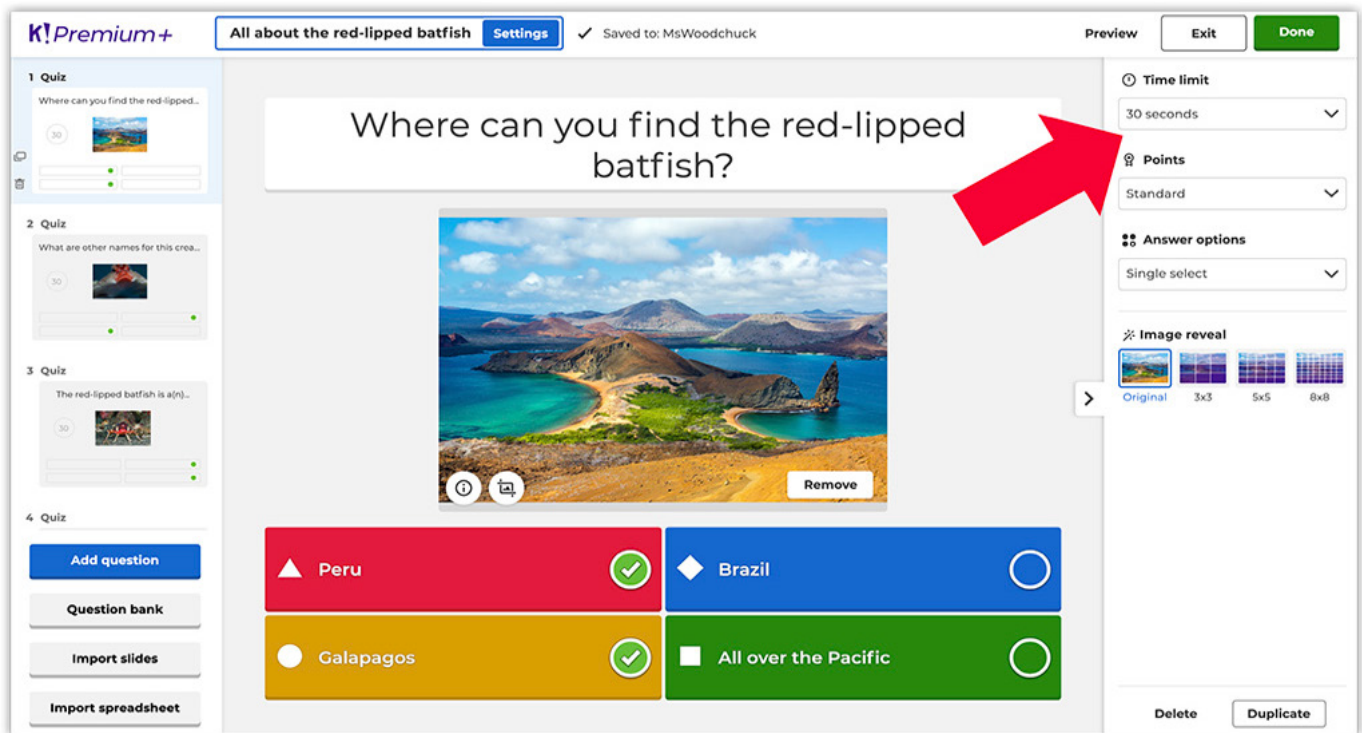 K!Premium+
All about the red-lipped batfish
Settings
Saved to: MsWoodchuck
Preview
Exit
Done
1 Quiz
Where can you find the red-lipped...
30
2 Quiz
What are other names for this crea...
30
3 Quiz
The red-lipped batfish is a(n)...
30
4 Quiz
Add question
Question bank
Import slides
Import spreadsheet
Where can you find the red-lipped
batfish?
Remove
Peru
Brazil
Galapagos
All over the Pacific
Time limit
30 seconds
Points
Standard
Answer options
Single select
Image reveal
Original
3x3
5x5
8x8
Delete
Duplicate